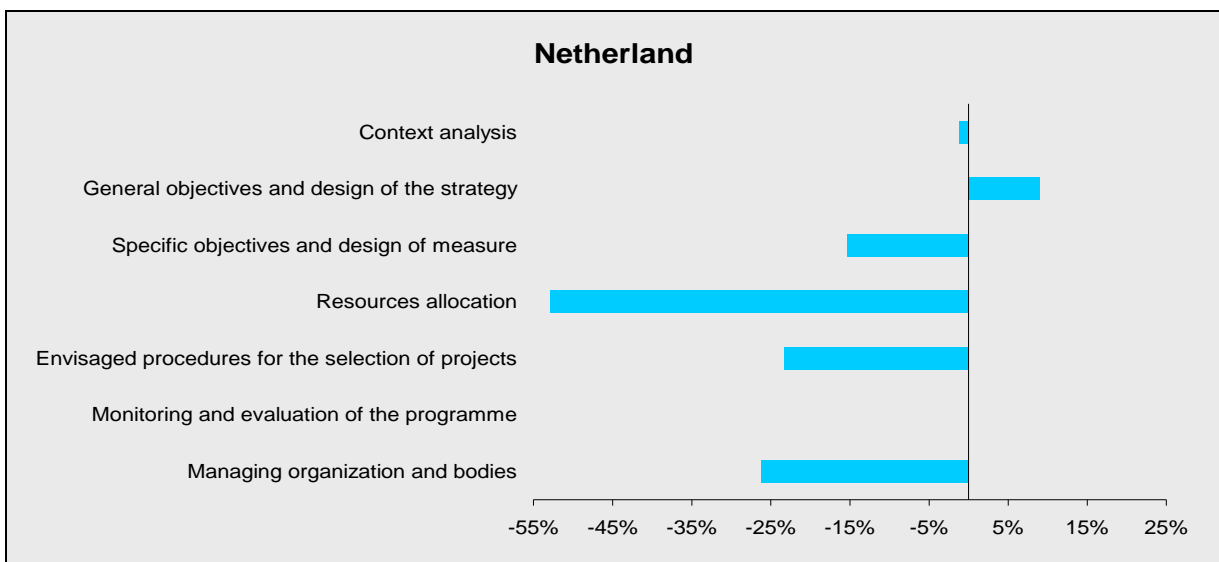 Netherland
Context analysis
General objectives and design of the strategy
Specific objectives and design of measure
Resources allocation
Envisaged procedures for the selection of projects
Monitoring and evaluation of the programme
Managing organization and bodies
-55% -45% -35% -25% -15% -5% 5% 15% 25%